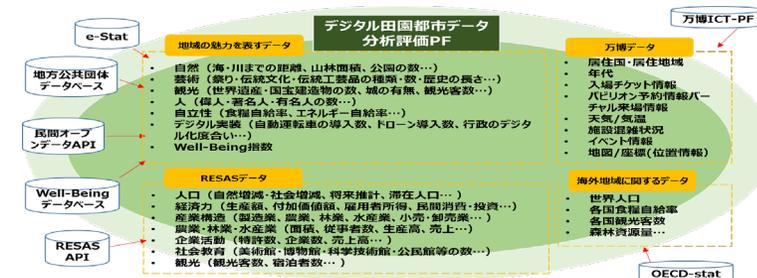 デジタル田園都市データ
分析評価PF
万博ICT-PF
e-Stat
地方公共団体
データベース
民間オープ
ンデータAPI
Well-Being
データベース
RESAS
API
OECD-stat
地域の魅力を表すデータ
• 自然（海・川までの距離、山林面積、公園の数…）
• 芸術（祭り・伝統文化・伝統工芸品の種類・数・歴史の長さ…）
• 観光（世界遺産・国宝建造物の数、城の有無、観光客数…）
• 人（偉人・著名人・有名人の数…）
• 自立性（食糧自給率、エネルギー自給率…）
• デジタル実装（自動運転車の導入数、ドローン導入数、行政のデジタ
ル化度合い…）
• Well-Being指数
万博データ
• 居住国・居住地域
• 年代
• 入場チケット情報
• パビリオン予約情報バー
チャル来場情報
• 天気/気温
• 施設混雑状況
• イベント情報
• 地図/座標(位置情報)
RESASデータ
• 人口（自然増減・社会増減、将来推計、滞在人口…）
• 経済力（生産額、付加価値額、雇用者所得、民間消費・投資…）
• 産業構造（製造業、農業、林業、水産業、小売・卸売業…）
• 農業・林業・水産業（面積、従事者数、生産高、売上…）
• 企業活動（特許数、企業数、売上高…）
• 社会教育（美術館・博物館・科学技術館・公民館等の数…）
• 観光（観光客数、宿泊者数…）
海外地域に関するデータ
• 世界人口
• 各国食糧自給率
• 各国観光客数
• 森林資源量…